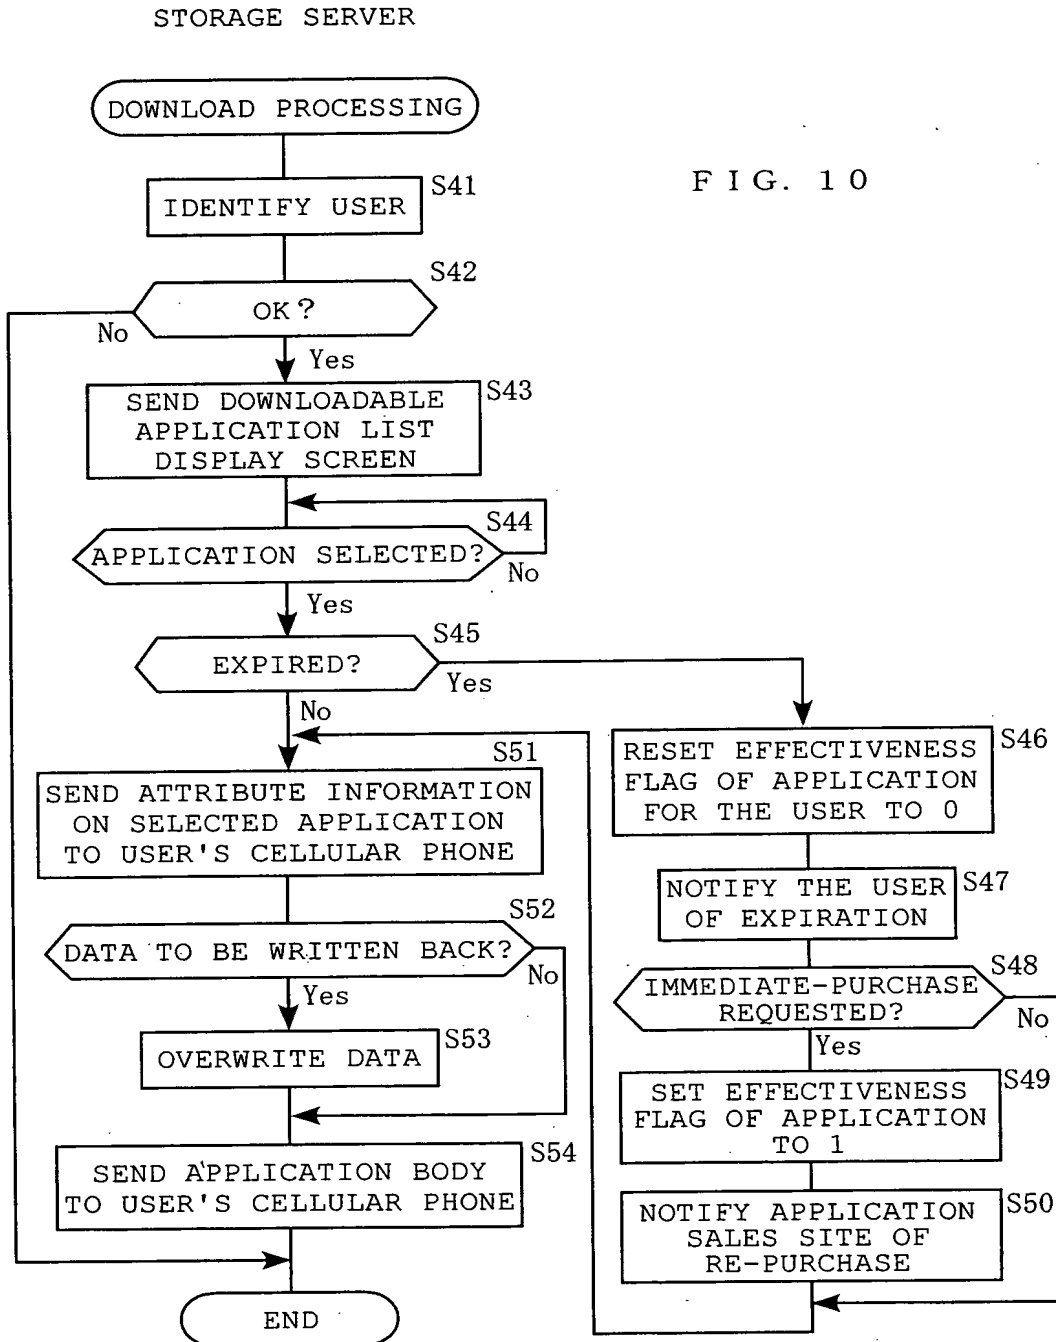 STORAGE SERVER
DOWNLOAD PROCESSING
FIG. 10
S41
IDENTIFY USER
S42
OK?
No
Yes
S43
SEND DOWNLOADABLE
APPLICATION LIST
DISPLAY SCREEN
S44
APPLICATION SELECTED?
No
Yes
S45
EXPIRED?
Yes
No
S46
RESET EFFECTIVENESS
FLAG OF APPLICATION
FOR THE USER TO 0
S51
SEND ATTRIBUTE INFORMATION
ON SELECTED APPLICATION
TO USER'S CELLULAR PHONE
S47
NOTIFY THE USER
OF EXPIRATION
S52
DATA TO BE WRITTEN BACK?
No
Yes
S48
IMMEDIATE-PURCHASE
REQUESTED?
No
Yes
S53
OVERWRITE DATA
S49
SET EFFECTIVENESS
FLAG OF APPLICATION
TO 1
S54
SEND APPLICATION BODY
TO USER'S CELLULAR PHONE
S50
NOTIFY APPLICATION
SALES SITE OF
RE-PURCHASE
END